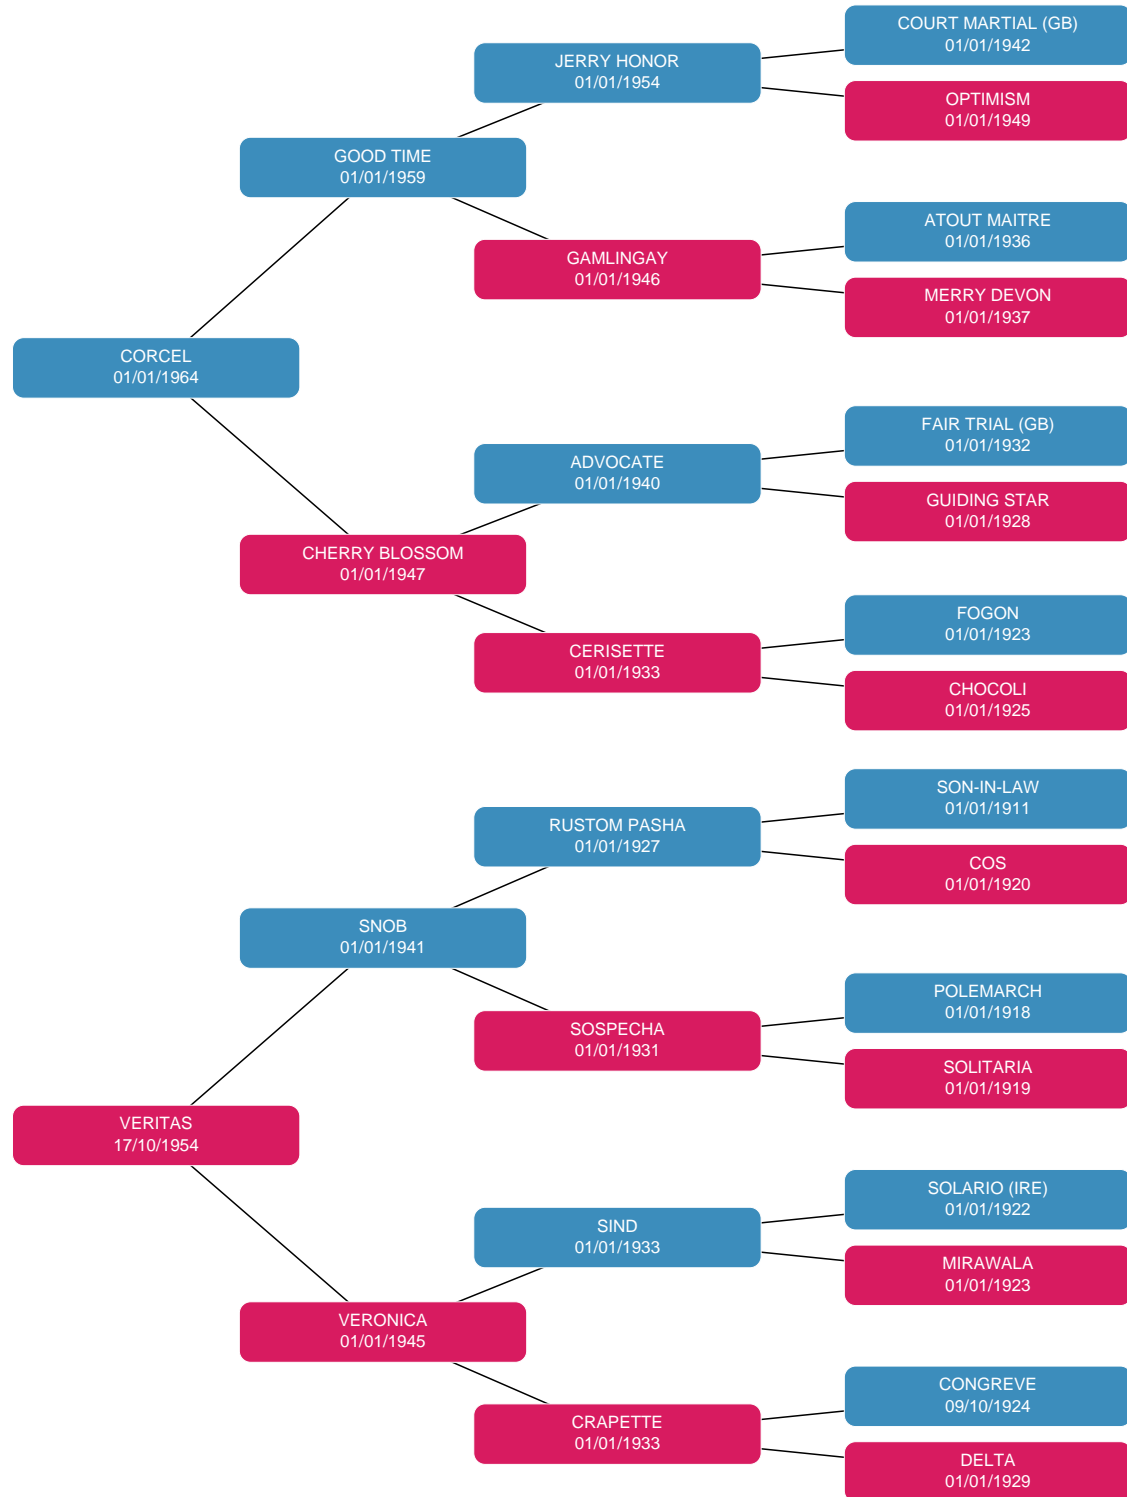 COURT MARTIAL (GB)
01/01/1942
JERRY HONOR
01/01/1954
OPTIMISM
01/01/1949
GOOD TIME
01/01/1959
ATOUT MAITRE
01/01/1936
GAMLINGAY
01/01/1946
MERRY DEVON
01/01/1937
CORCEL
01/01/1964
FAIR TRIAL (GB)
01/01/1932
ADVOCATE
01/01/1940
GUIDING STAR
01/01/1928
CHERRY BLOSSOM
01/01/1947
FOGON
01/01/1923
CERISETTE
01/01/1933
CHOCOLI
01/01/1925
SON-IN-LAW
01/01/1911
RUSTOM PASHA
01/01/1927
COS
01/01/1920
SNOB
01/01/1941
POLEMARCH
01/01/1918
SOSPECHA
01/01/1931
SOLITARIA
01/01/1919
VERITAS
17/10/1954
SOLARIO (IRE)
01/01/1922
SIND
01/01/1933
MIRAWALA
01/01/1923
VERONICA
01/01/1945
CONGREVE
09/10/1924
CRAPETTE
01/01/1933
DELTA
01/01/1929